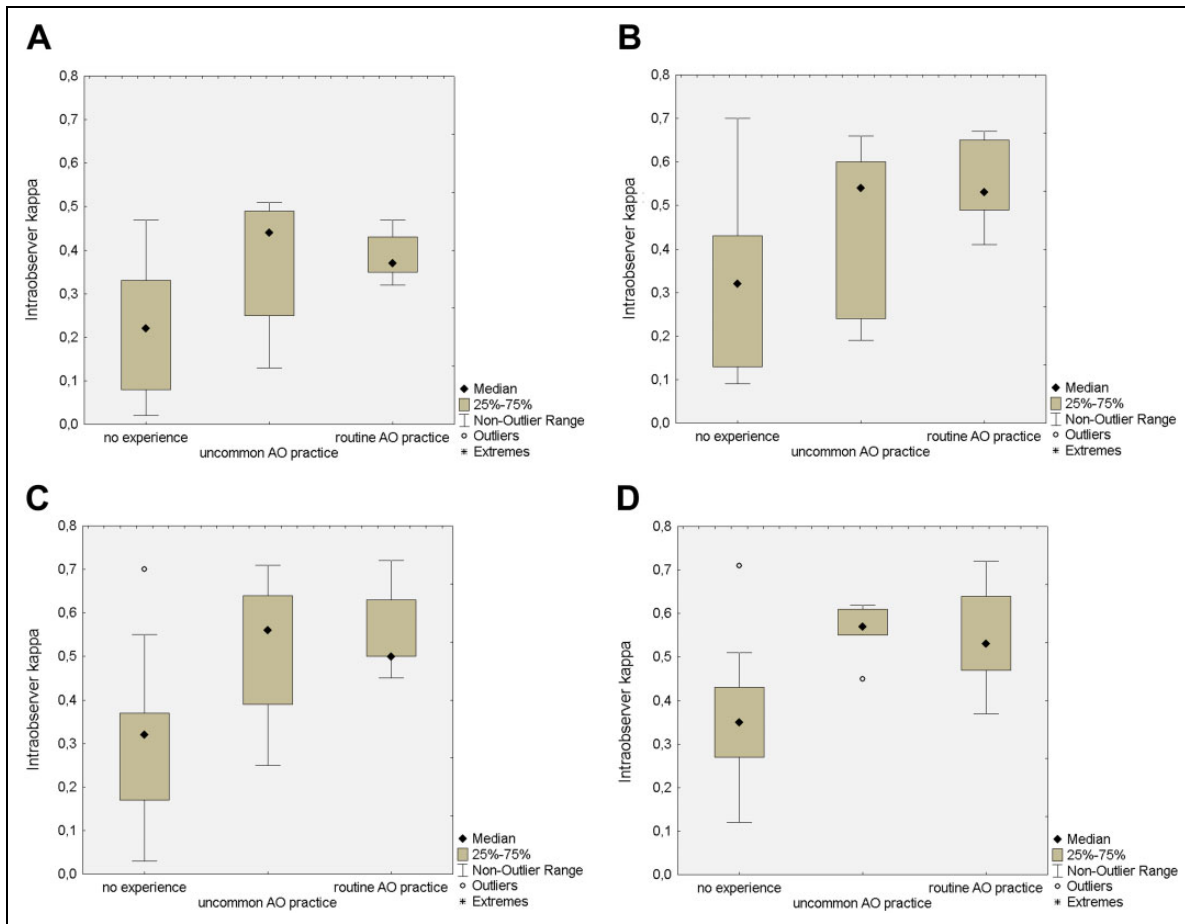 A
0,8
0,7
0,6
0,5
0,4
0,3
0,2
0,1
0,0
Intraobserver kappa
no experience
uncommon AO practice
routine AO practice
Median
25%-75%
Non-Outlier Range
Outliers
Extremes
B
0,8
0,7
0,6
0,5
0,4
0,3
0,2
0,1
0,0
Intraobserver kappa
no experience
uncommon AO practice
routine AO practice
Median
25%-75%
Non-Outlier Range
Outliers
Extremes
C
0,8
0,7
0,6
0,5
0,4
0,3
0,2
0,1
0,0
Intraobserver kappa
no experience
uncommon AO practice
routine AO practice
Median
25%-75%
Non-Outlier Range
Outliers
Extremes
D
0,8
0,7
0,6
0,5
0,4
0,3
0,2
0,1
0,0
Intraobserver kappa
no experience
uncommon AO practice
routine AO practice
Median
25%-75%
Non-Outlier Range
Outliers
Extremes